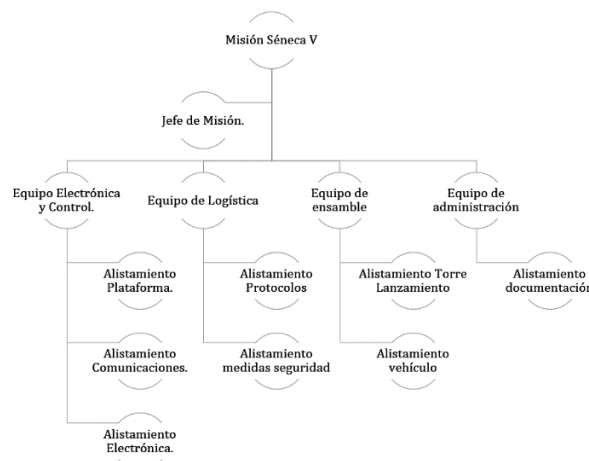 Misión Séneca V
Jefe de Misión.
Equipo Electrónica
y Control.
Equipo de Logística
Equipo de
ensamble
Equipo de
administración
Alistamiento
Plataforma.
Alistamiento
Protocolos
Alistamiento Torre
Lanzamiento
Alistamiento
documentación
Alistamiento
Comunicaciones.
Alistamiento
medidas seguridad
Alistamiento
vehículo
Alistamiento
Electrónica.